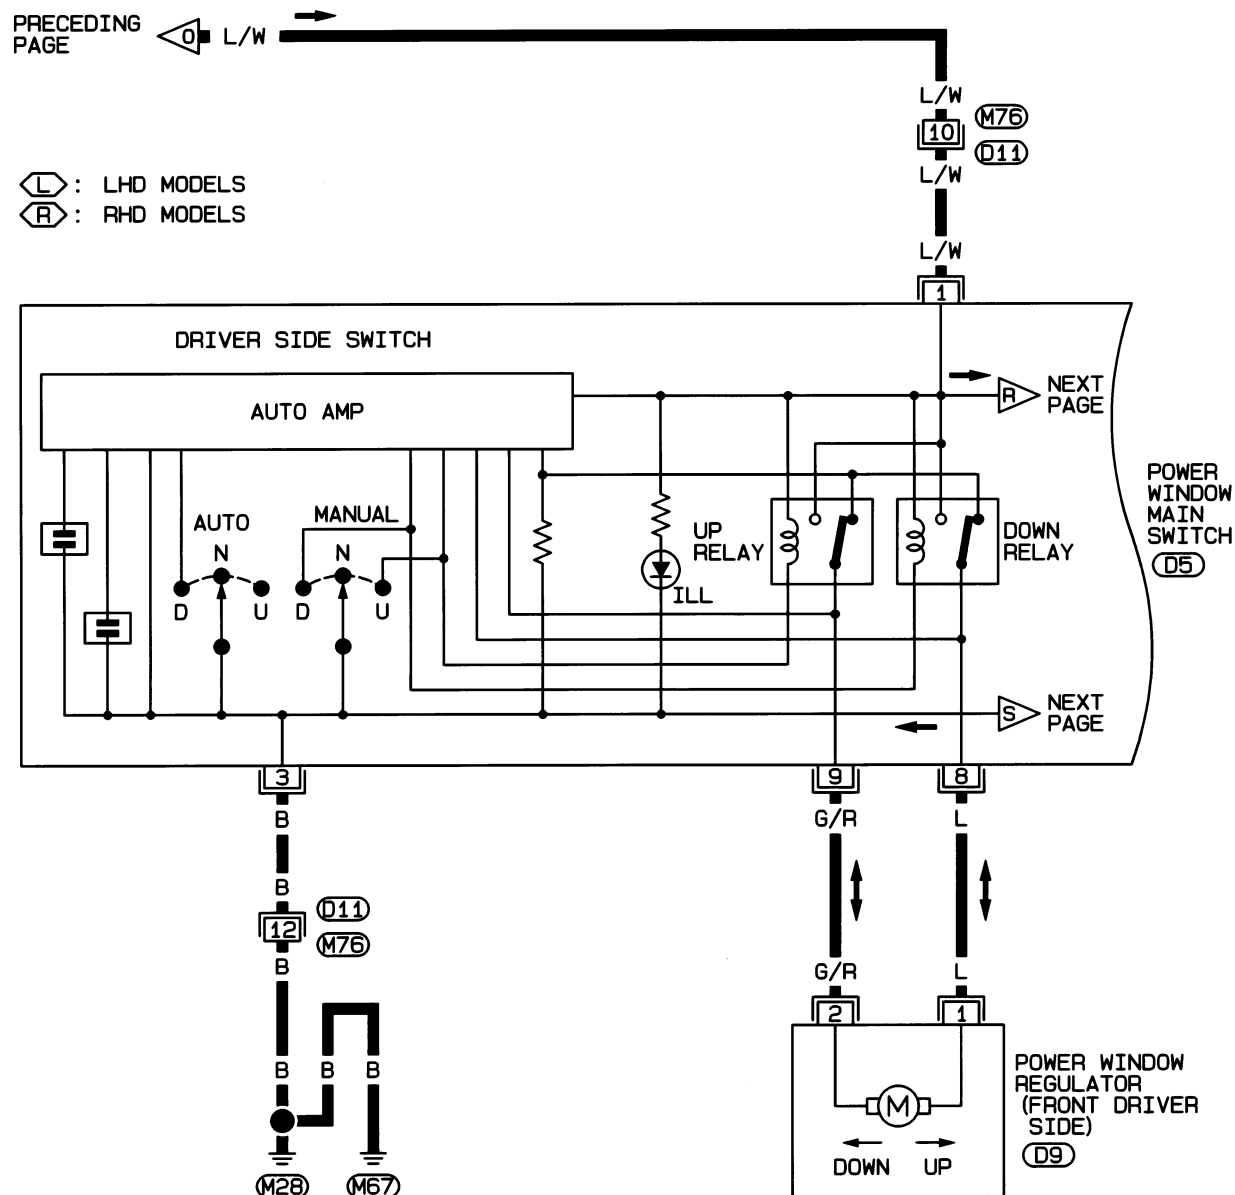 PRECEDING
PAGE
O
L/W
L/W
10
M76
D11
L/W
L : LHD MODELS
R : RHD MODELS
L/W
1
DRIVER SIDE SWITCH
AUTO AMP
R
NEXT
PAGE
POWER
WINDOW
MAIN
SWITCH
D5
AUTO
MANUAL
N
N
D
U
D
U
UP
RELAY
DOWN
RELAY
ILL
S
NEXT
PAGE
3
9
8
B
G/R
L
B
D11
12
M76
B
G/R
L
2
1
B
B
B
M
POWER WINDOW
REGULATOR
(FRONT DRIVER
SIDE)
D9
DOWN
UP
M28
M67